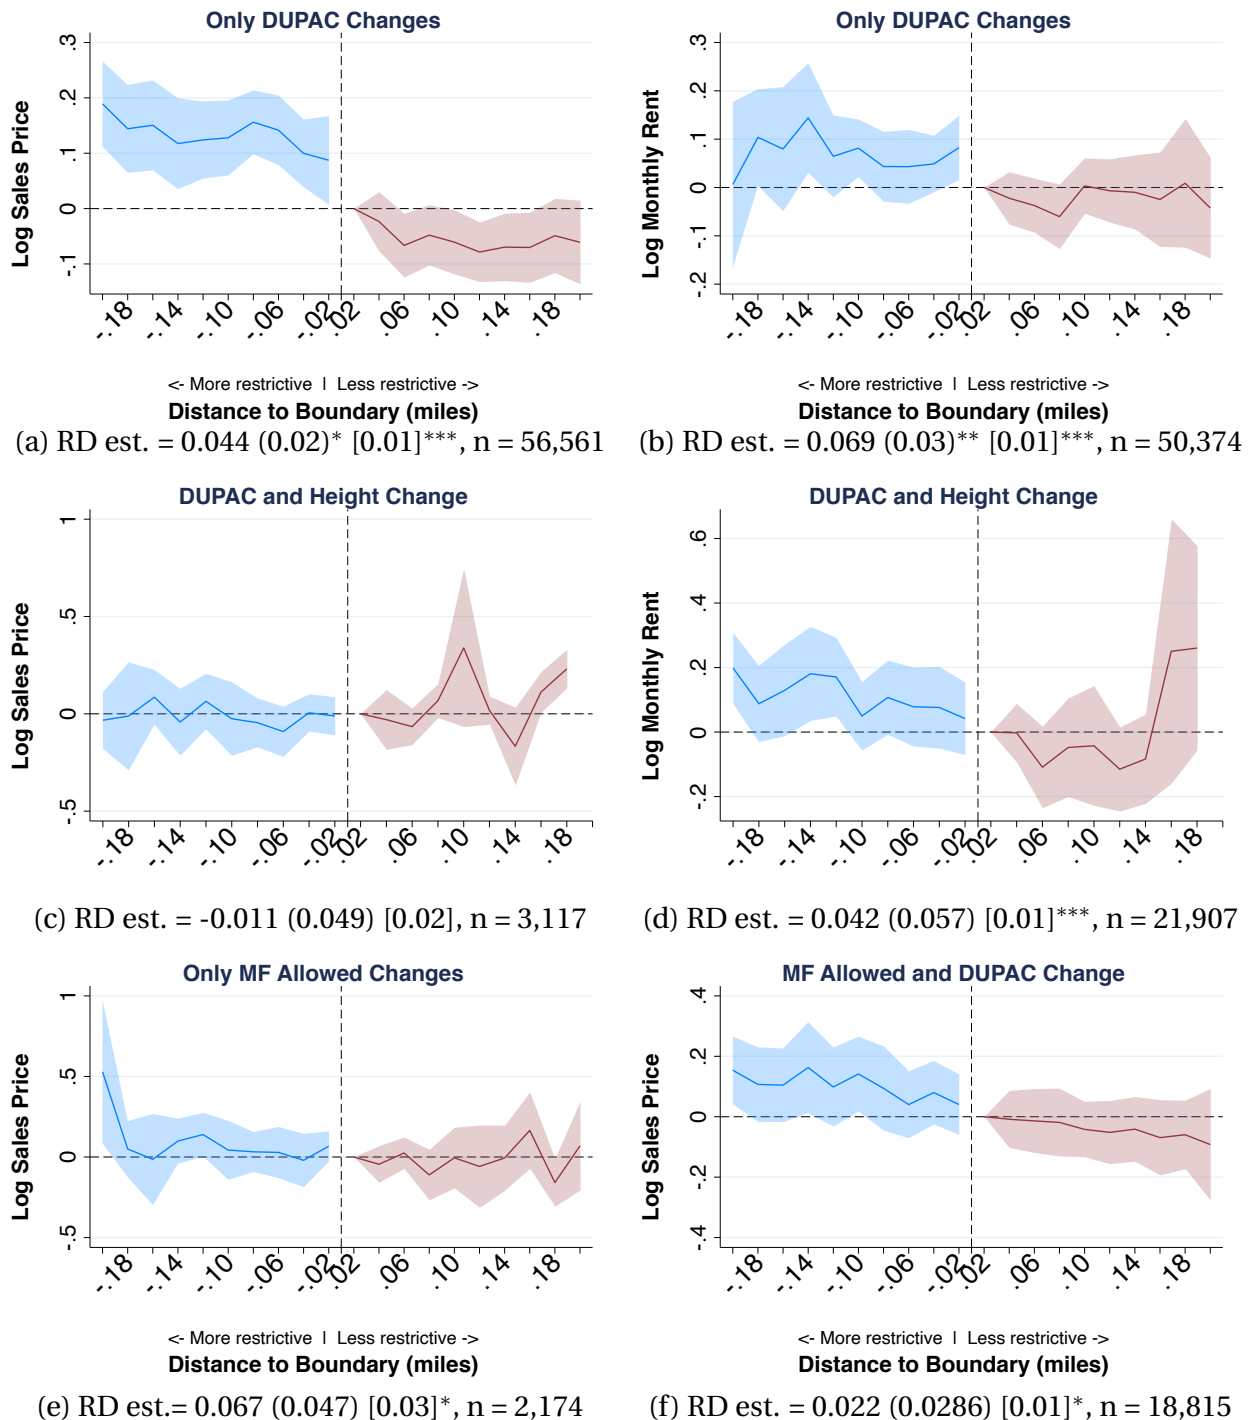 Only DUPAC Changes
Log Sales Price
.3
.2
.1
0
-.1
-.18 -.14 -.10 -.06 -.02 .02 .06 .10 .14 .18
<- More restrictive | Less restrictive ->
Distance to Boundary (miles)
(a) RD est. = 0.044 (0.02)* [0.01]***, n = 56,561
Only DUPAC Changes
Log Monthly Rent
.3
.2
.1
0
-.1
-.2
-.18 -.14 -.10 -.06 -.02 .02 .06 .10 .14 .18
<- More restrictive | Less restrictive ->
Distance to Boundary (miles)
(b) RD est. = 0.069 (0.03)** [0.01]***, n = 50,374
DUPAC and Height Change
Log Sales Price
1
.5
0
-.5
-.18 -.14 -.10 -.06 -.02 .02 .06 .10 .14 .18
(c) RD est. = -0.011 (0.049) [0.02], n = 3,117
DUPAC and Height Change
Log Monthly Rent
.6
.4
.2
0
-.2
-.18 -.14 -.10 -.06 -.02 .02 .06 .10 .14 .18
(d) RD est. = 0.042 (0.057) [0.01]***, n = 21,907
Only MF Allowed Changes
Log Sales Price
1
.5
0
-.5
-.18 -.14 -.10 -.06 -.02 .02 .06 .10 .14 .18
<- More restrictive | Less restrictive ->
Distance to Boundary (miles)
(e) RD est.= 0.067 (0.047) [0.03]*, n = 2,174
MF Allowed and DUPAC Change
Log Sales Price
.4
.2
0
-.2
-.4
-.18 -.14 -.10 -.06 -.02 .02 .06 .10 .14 .18
<- More restrictive | Less restrictive ->
Distance to Boundary (miles)
(f) RD est. = 0.022 (0.0286) [0.01]*, n = 18,815